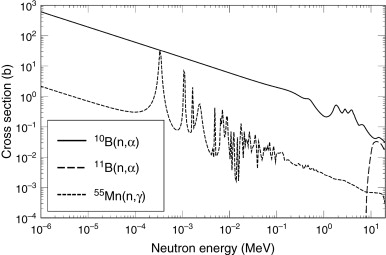 Cross section (b)
10³
10²
10¹
10⁰
10⁻¹
10⁻²
10⁻³
10⁻⁴
¹⁰B(n,α)
¹¹B(n,α)
⁵⁵Mn(n,γ)
10⁻⁶ 10⁻⁵ 10⁻⁴ 10⁻³ 10⁻² 10⁻¹ 10⁰ 10¹
Neutron energy (MeV)